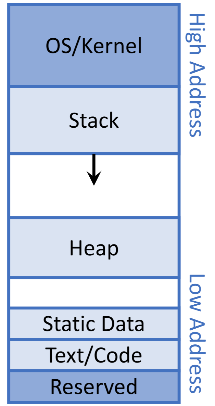 OS/Kernel
High Address
Stack
Heap
Low Address
Static Data
Text/Code
Reserved